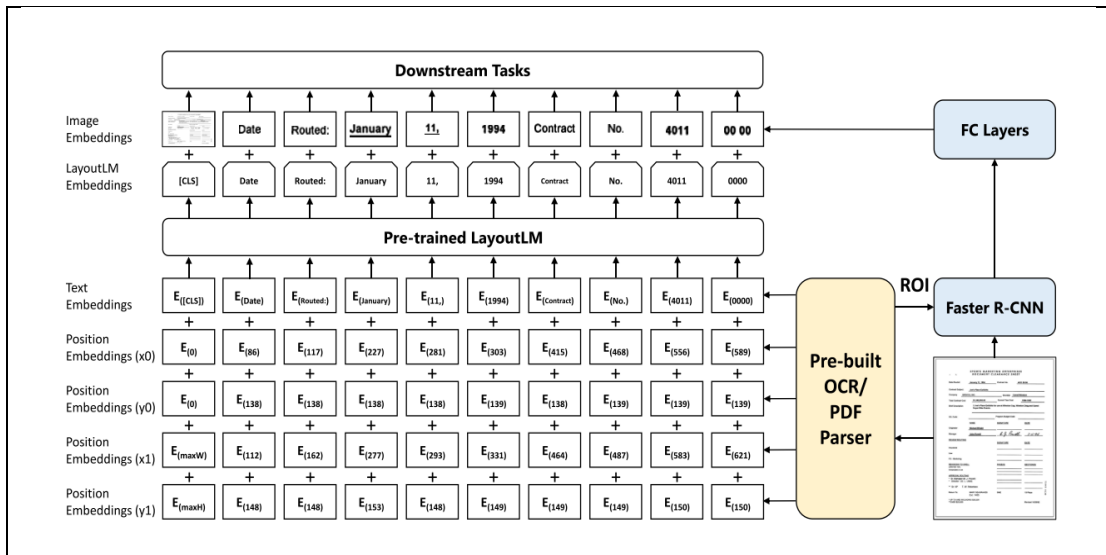 Downstream Tasks
Image Embeddings
Date Routed: January 11, 1994 Contract No. 4011 00 00
+ + + + + + + + + +
LayoutLM Embeddings
[CLS] Date Routed: January 11, 1994 Contract No. 4011 0000
Pre-trained LayoutLM
Text Embeddings
E([CLS]) E(Date) E(Routed:) E(January) E(11,) E(1994) E(Contract) E(No.) E(4011) E(0000)
+ + + + + + + + + +
Position Embeddings (x0)
E(0) E(86) E(117) E(227) E(281) E(303) E(415) E(468) E(556) E(589)
+ + + + + + + + + +
Position Embeddings (y0)
E(0) E(138) E(138) E(138) E(138) E(139) E(138) E(139) E(139) E(139)
+ + + + + + + + + +
Position Embeddings (x1)
E(maxW) E(112) E(162) E(277) E(293) E(331) E(464) E(487) E(583) E(621)
+ + + + + + + + + +
Position Embeddings (y1)
E(maxH) E(148) E(148) E(153) E(148) E(149) E(149) E(149) E(150) E(150)
FC Layers
ROI
Faster R-CNN
Pre-built
OCR/
PDF
Parser